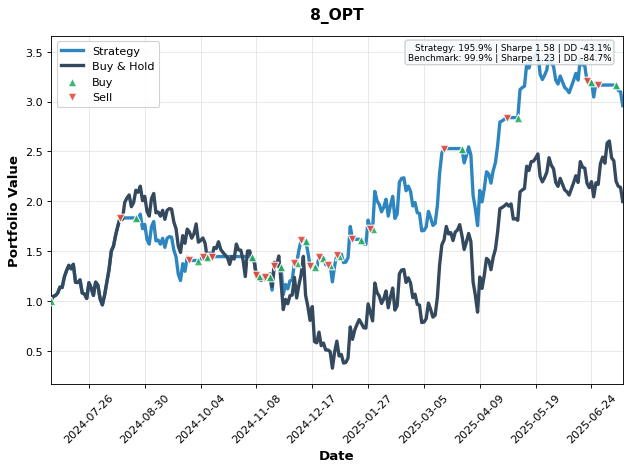 8_OPT
Strategy
Buy & Hold
Buy
Sell
Strategy: 195.9% | Sharpe 1.58 | DD -43.1%
Benchmark: 99.9% | Sharpe 1.23 | DD -84.7%
Portfolio Value
3.5
3.0
2.5
2.0
1.5
1.0
0.5
2024-07-26
2024-08-30
2024-10-04
2024-11-08
2024-12-17
2025-01-27
2025-03-05
2025-04-09
2025-05-19
2025-06-24
Date